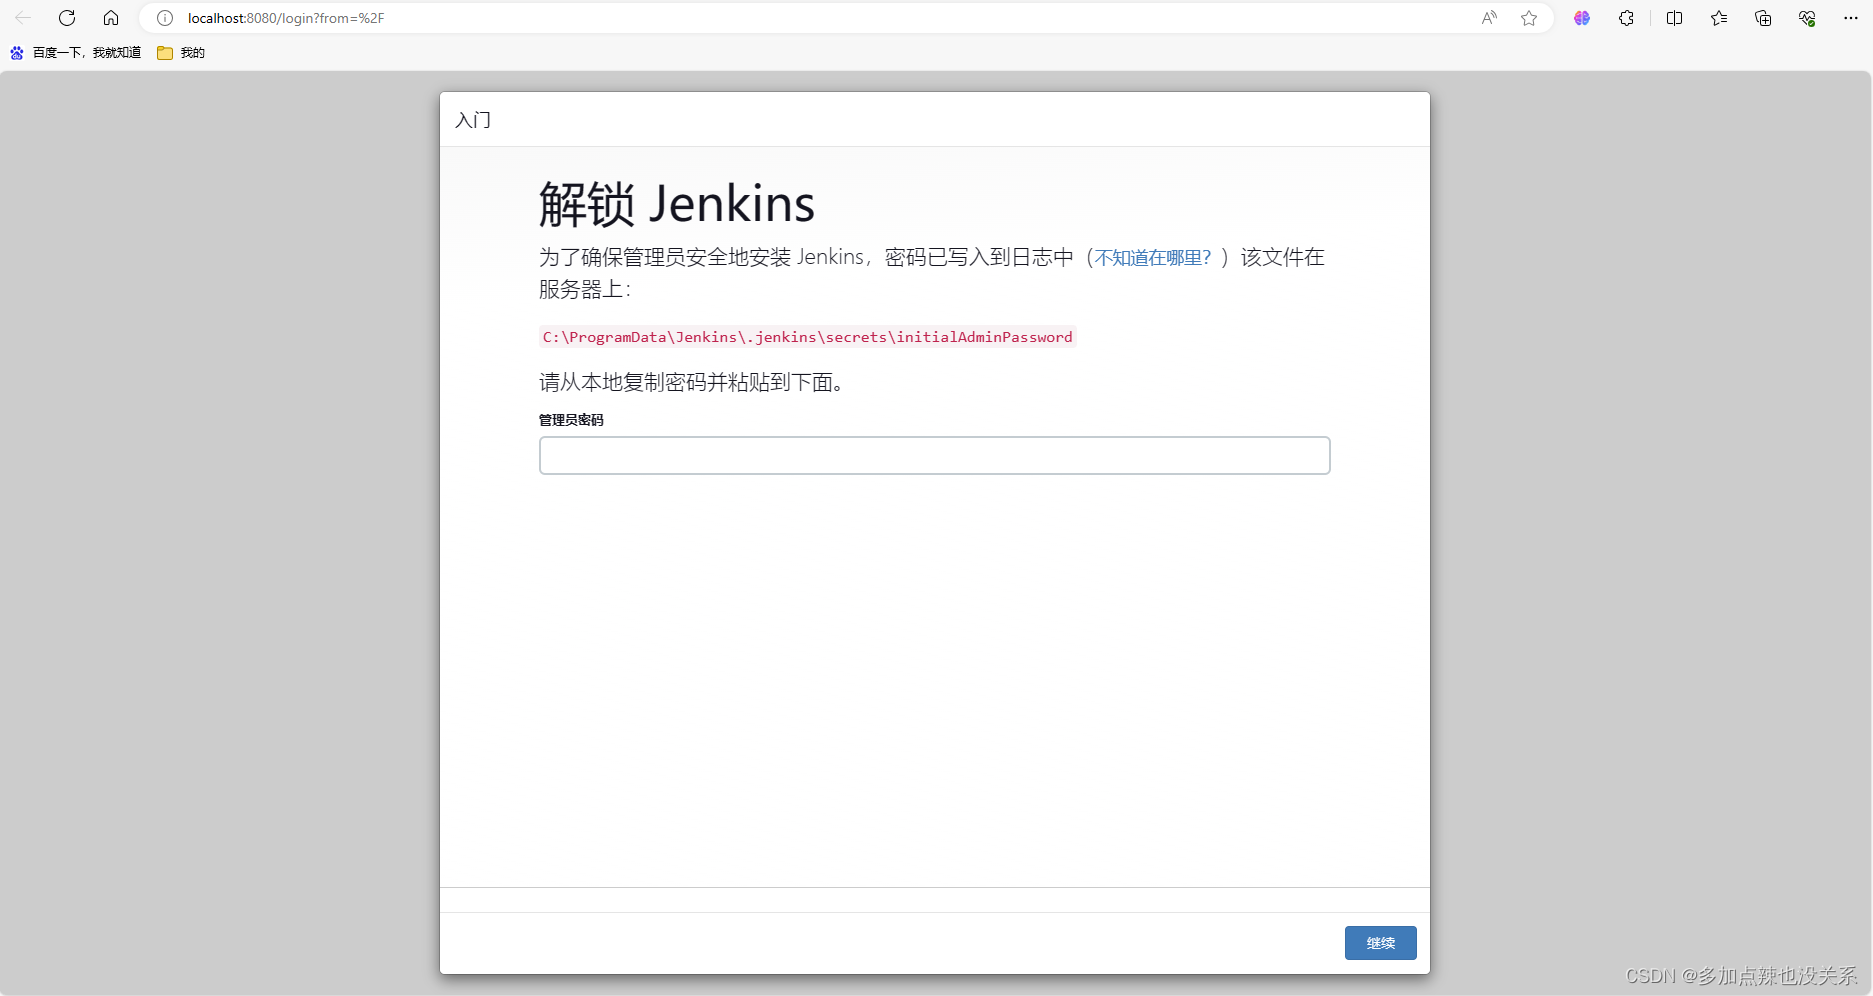 localhost:8080/login?from=%2F
百度一下，我就知道
我的
入门
解锁 Jenkins
为了确保管理员安全地安装 Jenkins，密码已写入到日志中（不知道在哪里？）该文件在
服务器上：
C:\ProgramData\Jenkins\.jenkins\secrets\initialAdminPassword
请从本地复制密码并粘贴到下面。
管理员密码
继续
CSDN @多加点辣也没关系